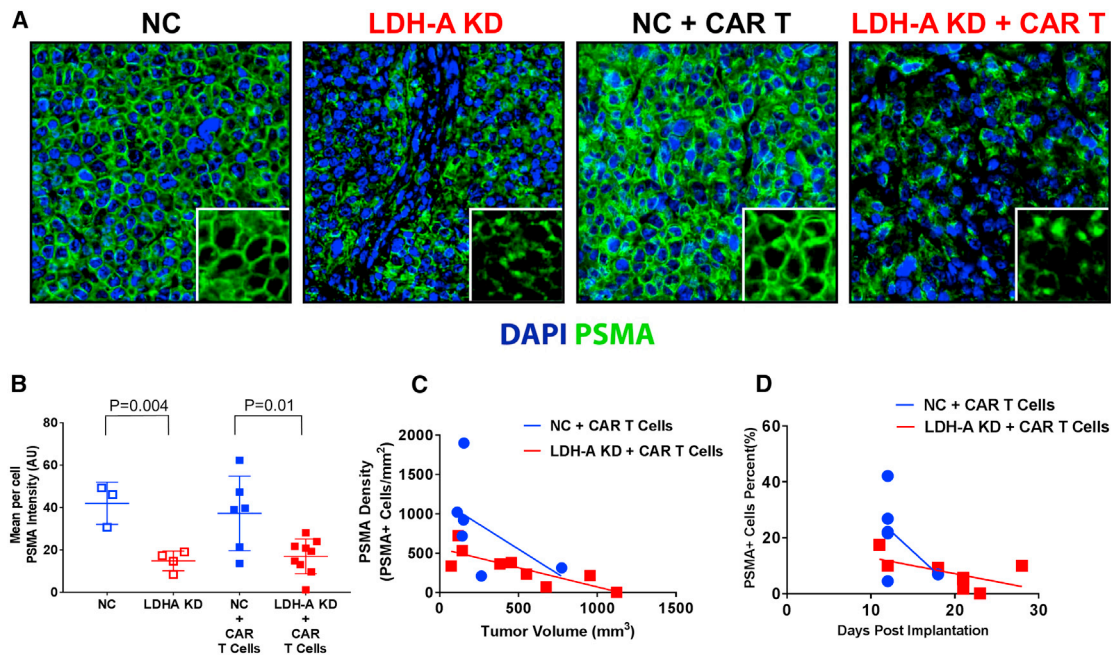 A
NC
LDH-A KD
NC + CAR T
LDH-A KD + CAR T
DAPI PSMA
B
P=0.004
P=0.01
Mean per cell
PSMA Intensity (AU)
80
60
40
20
0
NC
LDHA KD
NC
+
CAR
T Cells
LDH-A KD
+
CAR
T Cells
C
NC + CAR T Cells
LDH-A KD + CAR T Cells
PSMA Density
(PSMA+ Cells/mm²)
2000
1500
1000
500
0
0
500
1000
1500
Tumor Volume (mm³)
D
NC + CAR T Cells
LDH-A KD + CAR T Cells
PSMA+ Cells Percent(%)
60
40
20
0
0
10
20
30
Days Post Implantation